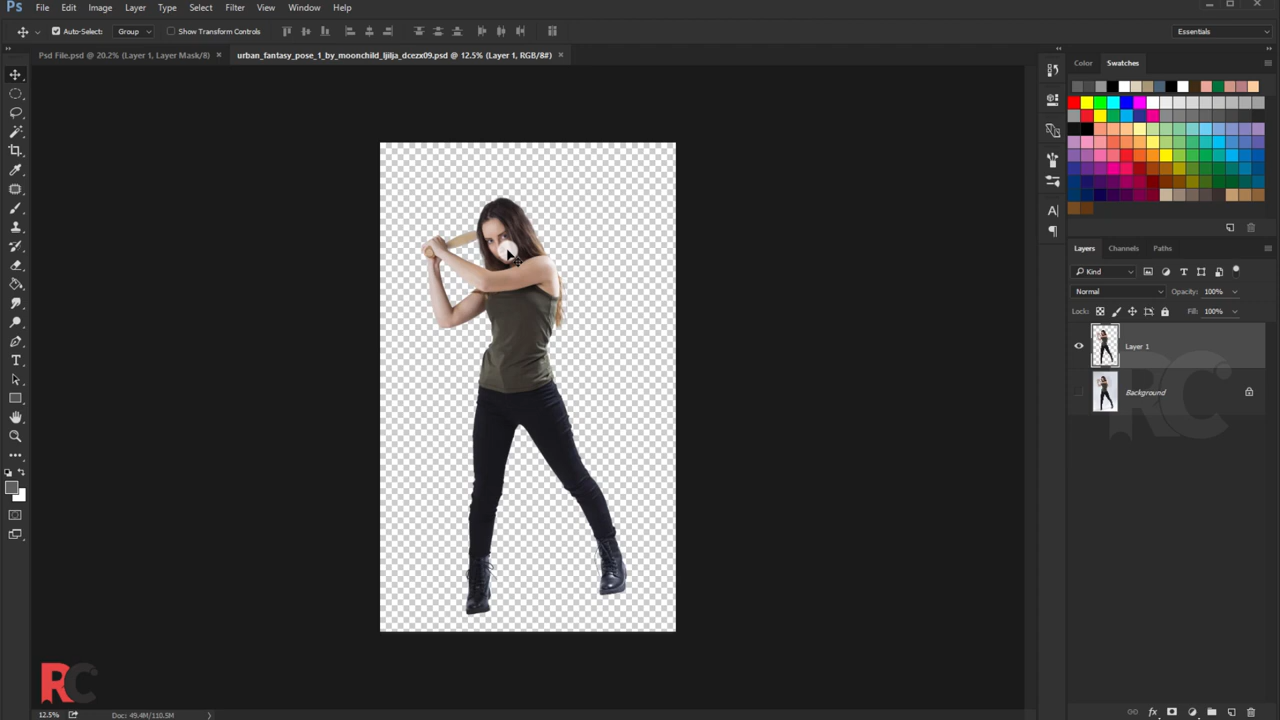 Ps File Edit Image Layer Type Select Filter View Window Help
Auto-Select: Group Show Transform Controls Essentials
Psd File.psd @ 20.2% (Layer 1, Layer Mask/8) × urban_fantasy_pose_1_by_moonchild_ljilja_dcezx09.psd @ 12.5% (Layer 1, RGB/8#) ×
Color Swatches
Layers Channels Paths
Kind
Normal Opacity: 100%
Lock: Fill: 100%
Layer 1
Background
RC
RC
12.5% Doc: 49.4M/110.5M